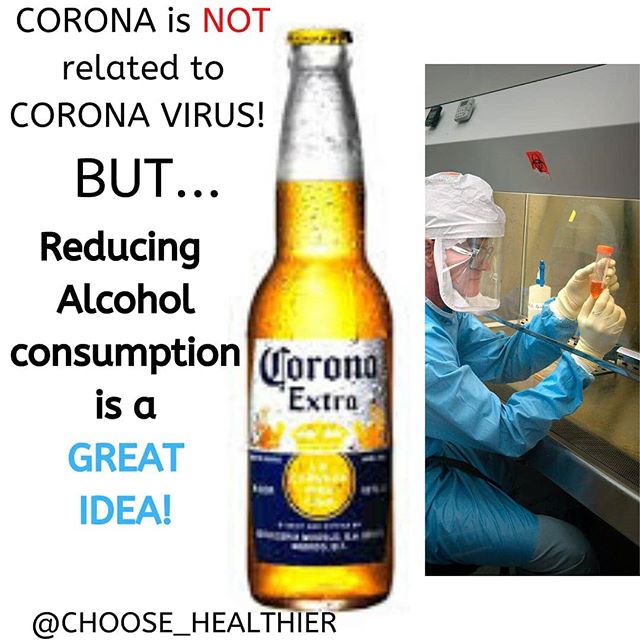 CORONA is NOT
related to
CORONA VIRUS!
BUT...
Reducing
Alcohol
consumption
is a
GREAT
IDEA!
Corona
Extra
@CHOOSE_HEALTHIER